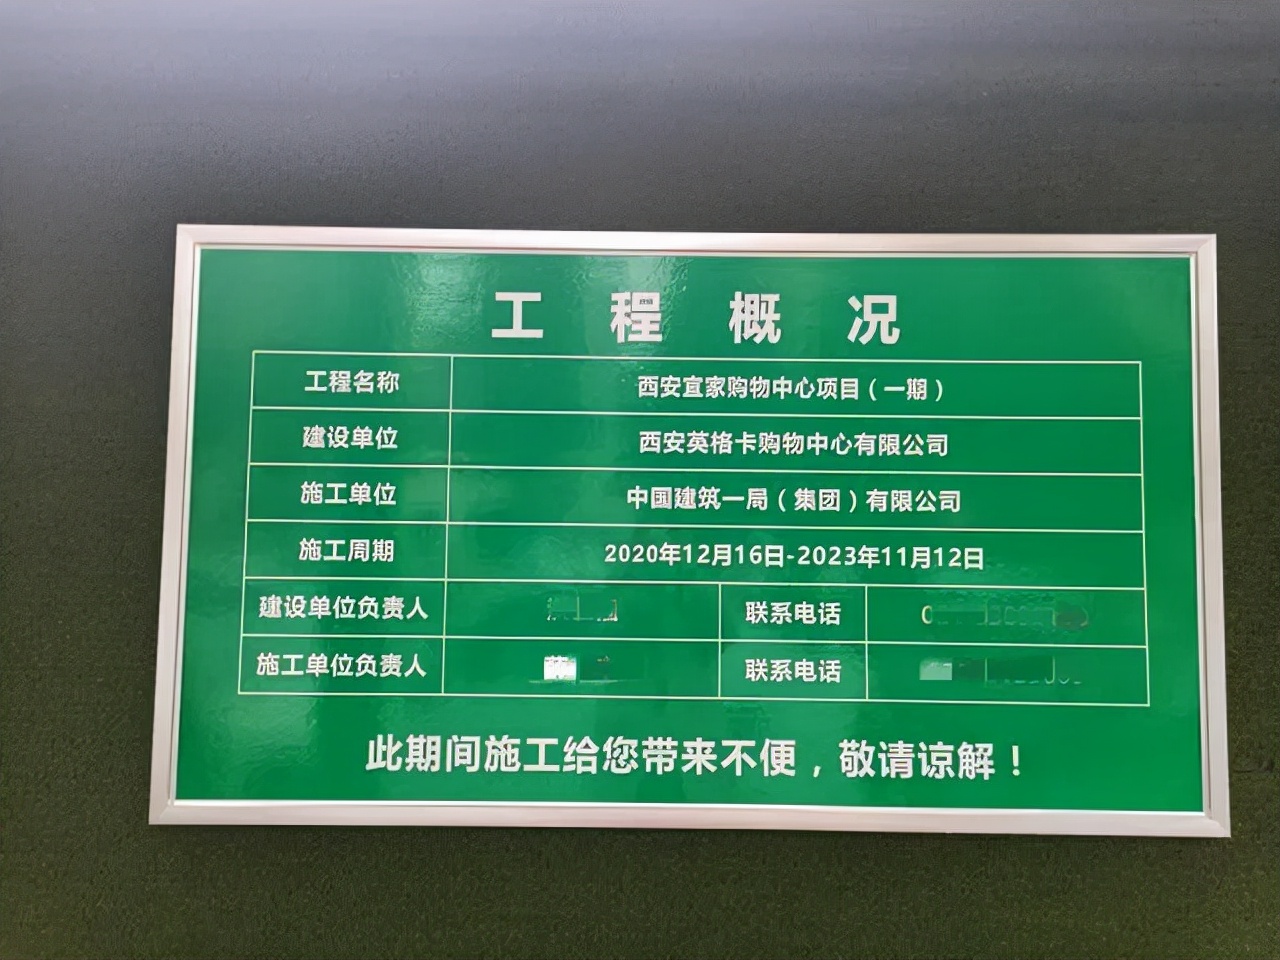 工程概况
工程名称 西安宜家购物中心项目（一期）
建设单位 西安英格卡购物中心有限公司
施工单位 中国建筑一局（集团）有限公司
施工周期 2020年12月16日-2023年11月12日
建设单位负责人 联系电话
施工单位负责人 联系电话
此期间施工给您带来不便，敬请谅解！